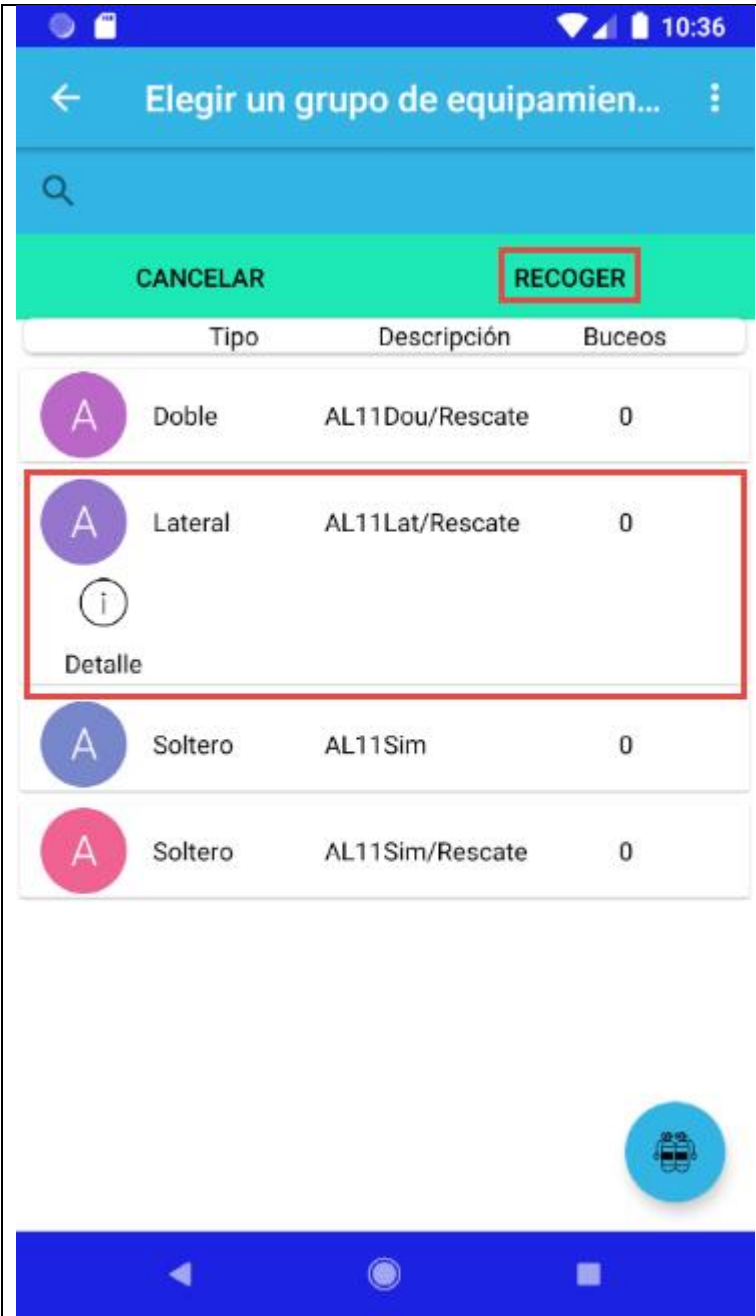 10:36
Elegir un grupo de equipamien...
CANCELAR RECOGER
Tipo Descripción Buceos
A Doble AL11Dou/Rescate 0
A Lateral AL11Lat/Rescate 0
i
Detalle
A Soltero AL11Sim 0
A Soltero AL11Sim/Rescate 0